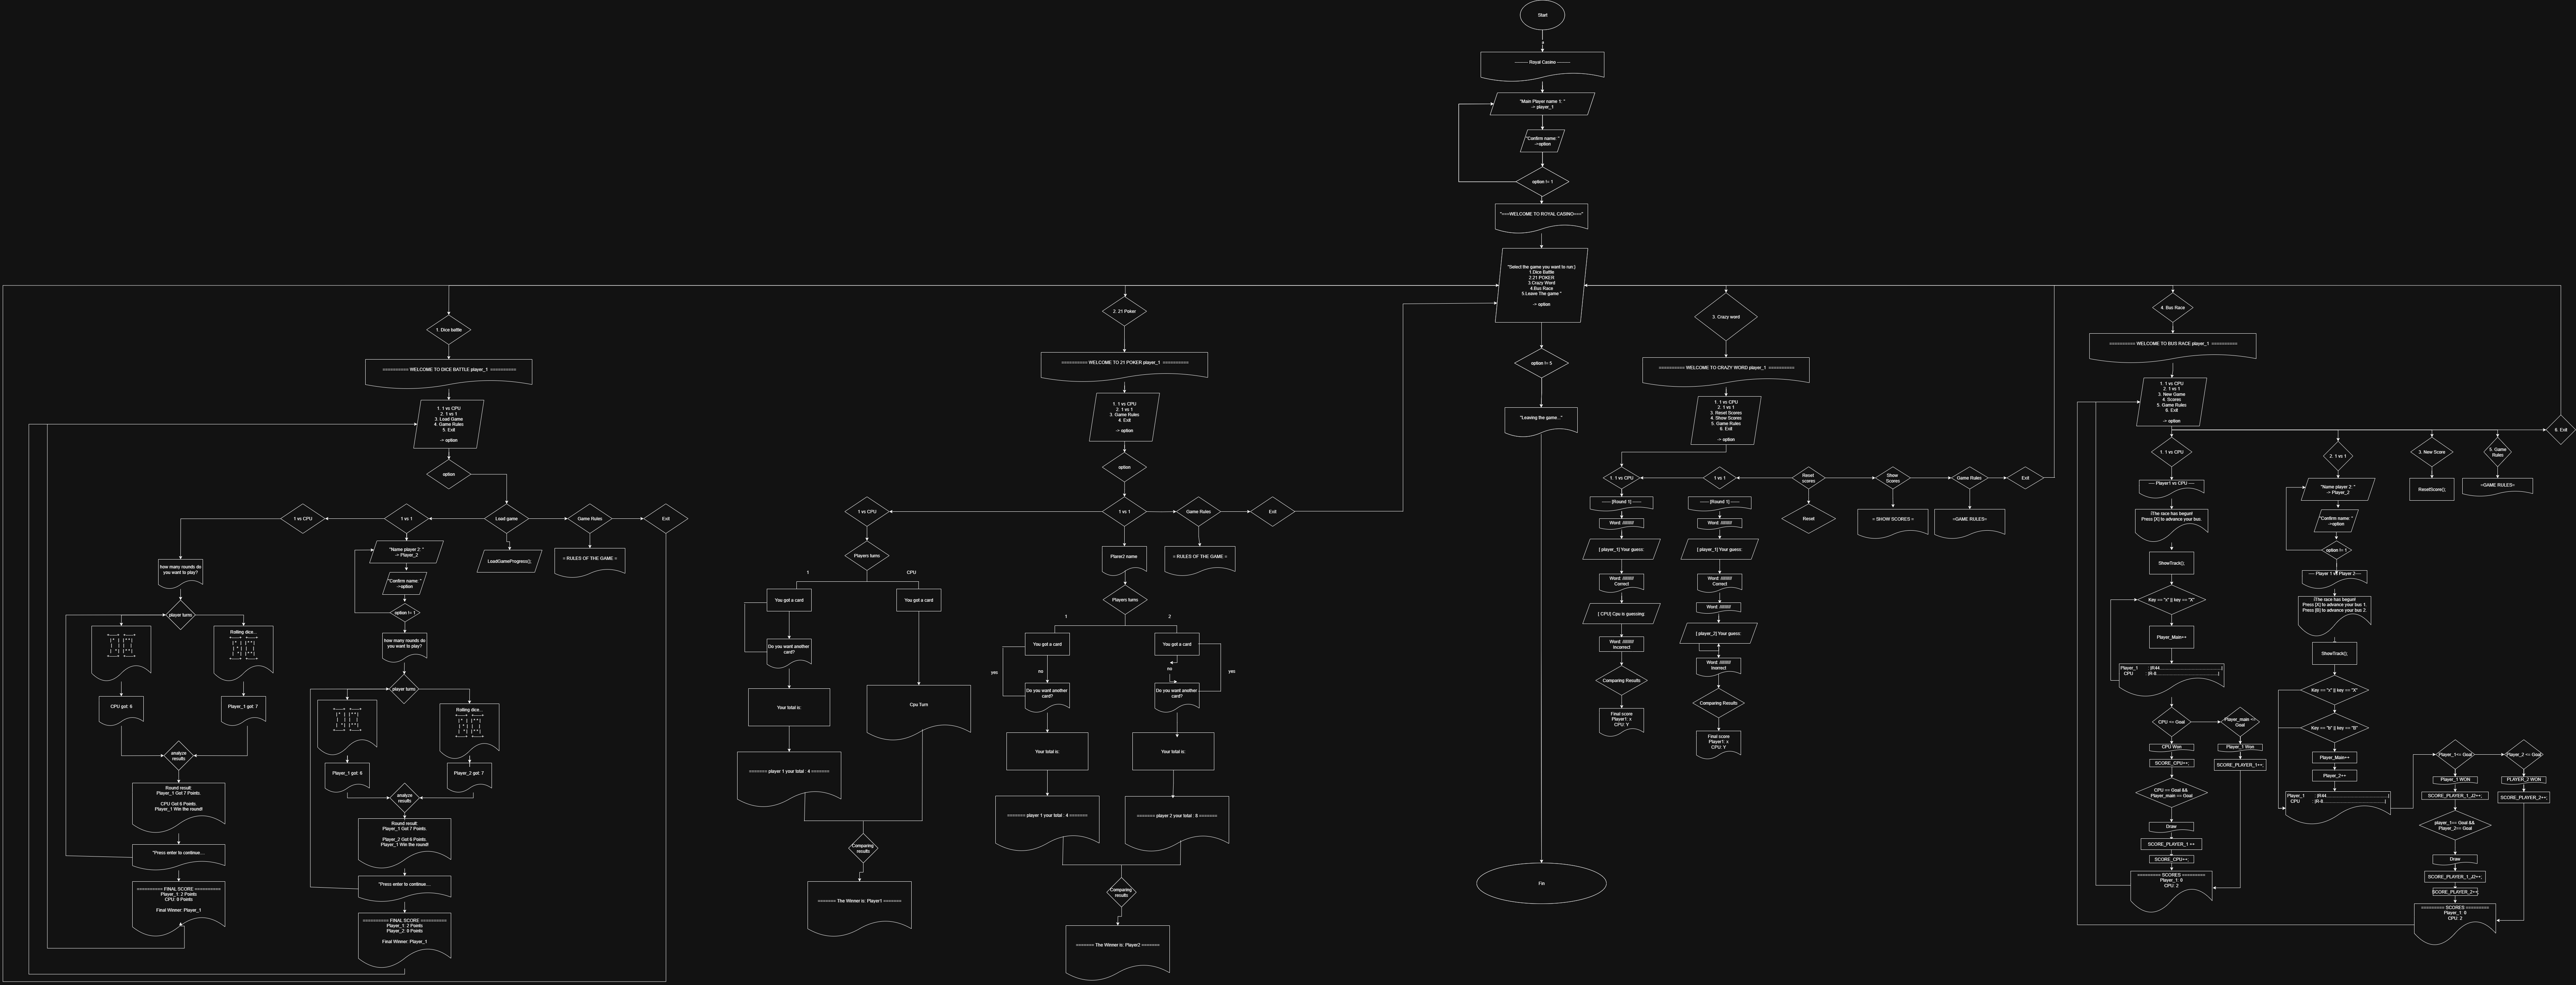 Start
---------- Royal Casino ----------
"Main Player name 1: "
-> player_1
"Confirm name: "
->option
option != 1
"===WELCOME TO ROYAL CASINO==="
"Select the game you want to run:)
1.Dice Battle
2.21 POKER
3.Crazy Word
4.Bus Race
5.Leave The game "
-> option
option != 5
"Leaving the game..."
Fin
1. Dice battle
========== WELCOME TO DICE BATTLE player_1 ==========
1. 1 vs CPU
2. 1 vs 1
3. Load Game
4. Game Rules
5. Exit
-> option
option
1 vs CPU
1 vs 1
Load game
Game Rules
Exit
how many rounds do
you want to play?
player turns
Rolling dice...
CPU got: 6
Player_1 got: 7
analyze
results
Round result:
Player_1 Got 7 Points.
CPU Got 6 Points.
Player_1 Win the round!
"Press enter to continue....
========== FINAL SCORE ==========
Player_1: 2 Points
CPU: 0 Points
Final Winner: Player_1
"Name player 2: "
-> Player_2
"Confirm name: "
->option
option != 1
how many rounds do
you want to play?
player turns
Rolling dice...
Player_1 got: 6
Player_2 got: 7
analyze
results
Round result:
Player_1 Got 7 Points.
Player_2 Got 6 Points.
Player_1 Win the round!
"Press enter to continue....
========== FINAL SCORE ==========
Player_1: 2 Points
Player_2: 0 Points
Final Winner: Player_1
LoadGameProgress();
= RULES OF THE GAME =
2. 21 Poker
========== WELCOME TO 21 POKER player_1 ==========
1. 1 vs CPU
2. 1 vs 1
3. Game Rules
4. Exit
-> option
option
1 vs CPU
1 vs 1
Game Rules
Exit
Players turns
1
CPU
You got a card
You got a card
Do you want another
card?
Your total is:
Cpu Turn
======= player 1 your total : 4 =======
Comparing
results
======= The Winner is: Player1 =======
Player2 name
= RULES OF THE GAME =
Players turns
1
2
You got a card
You got a card
yes
no
no
yes
Do you want another
card?
Do you want another
card?
Your total is:
Your total is:
======= player 1 your total : 4 =======
======= player 2 your total : 8 =======
Comparing
results
======= The Winner is: Player2 =======
3. Crazy word
========== WELCOME TO CRAZY WORD player_1 ==========
1. 1 vs CPU
2. 1 vs 1
3. Reset Scores
4. Show Scores
5. Game Rules
6. Exit
-> option
1. 1 vs CPU
1 vs 1
Reset
scores
Show
Scores
Game Rules
Exit
------ [Round 1] ------
Word: ///////////
[ player_1] Your guess:
Word: ///////////
Correct
[ CPU] Cpu is guessing:
Word: ///////////
Incorrect
Comparing Results
Final score
Player1: x
CPU: Y
------ [Round 1] ------
Word: ///////////
[ player_1] Your guess:
Word: ///////////
Correct
Word: ///////////
[ player_2] Your guess:
Word: ///////////
Inorrect
Comparing Results
Final score
Player1: x
CPU: Y
Reset
= SHOW SCORES =
=GAME RULES=
4. Bus Race
========== WELCOME TO BUS RACE player_1 ==========
1. 1 vs CPU
2. 1 vs 1
3. New Game
4. Scores
5. Game Rules
6. Exit
-> option
1. 1 vs CPU
2. 1 vs 1
3. New Score
5. Game
Rules
6. Exit
---- Player1 vs CPU ----
¡The race has begun!
Press [X] to advance your bus.
ShowTrack();
Key == "x" || key == "X"
Player_Main++
Player_1 : |R44
CPU : |R-8
CPU <= Goal
Player_main <=
Goal
CPU Won
Player_1 Won
SCORE_CPU++;
SCORE_PLAYER_1++;
CPU == Goal &&
Player_main == Goal
Draw
SCORE_PLAYER_1 ++
SCORE_CPU++;
========= SCORES =========
Player_1: 0
CPU: 2
"Name player 2: "
-> Player_2
"Confirm name: "
->option
option != 1
---- Player 1 vs Player 2----
¡The race has begun!
Press [X] to advance your bus 1.
Press [B] to advance your bus 2.
ShowTrack();
Key == "x" || key == "X"
Key == "b" || key == "B"
Player_Main++
Player_2++
Player_1 : |R44
CPU : |R-8
ResetScore();
=GAME RULES=
Player_1<= Goal
Player_2 <= Goal
Player_1 WON
PLAYER_2 WON
SCORE_PLAYER_1_J2++;
SCORE_PLAYER_2++;
player_1== Goal &&
Player_2== Goal
Draw
SCORE_PLAYER_1_J2++;
SCORE_PLAYER_2++;
========= SCORES =========
Player_1: 0
CPU: 2